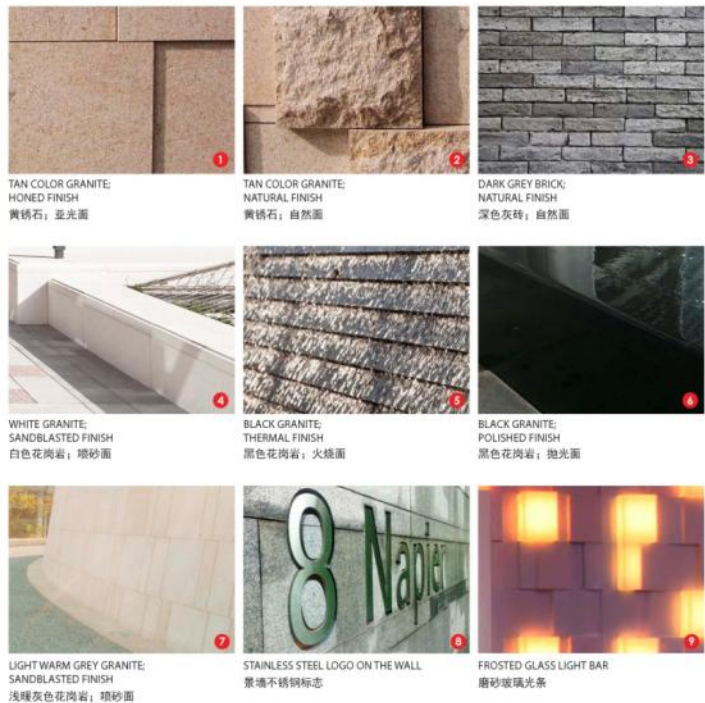 1
TAN COLOR GRANITE;
HONED FINISH
黄锈石；亚光面
2
TAN COLOR GRANITE;
NATURAL FINISH
黄锈石；自然面
3
DARK GREY BRICK;
NATURAL FINISH
深色灰砖；自然面
4
WHITE GRANITE;
SANDBLASTED FINISH
白色花岗岩；喷砂面
5
BLACK GRANITE;
THERMAL FINISH
黑色花岗岩；火烧面
6
BLACK GRANITE;
POLISHED FINISH
黑色花岗岩；抛光面
7
LIGHT WARM GREY GRANITE;
SANDBLASTED FINISH
浅暖灰色花岗岩；喷砂面
8 Napier
8
STAINLESS STEEL LOGO ON THE WALL
景墙不锈钢标志
9
FROSTED GLASS LIGHT BAR
磨砂玻璃光条